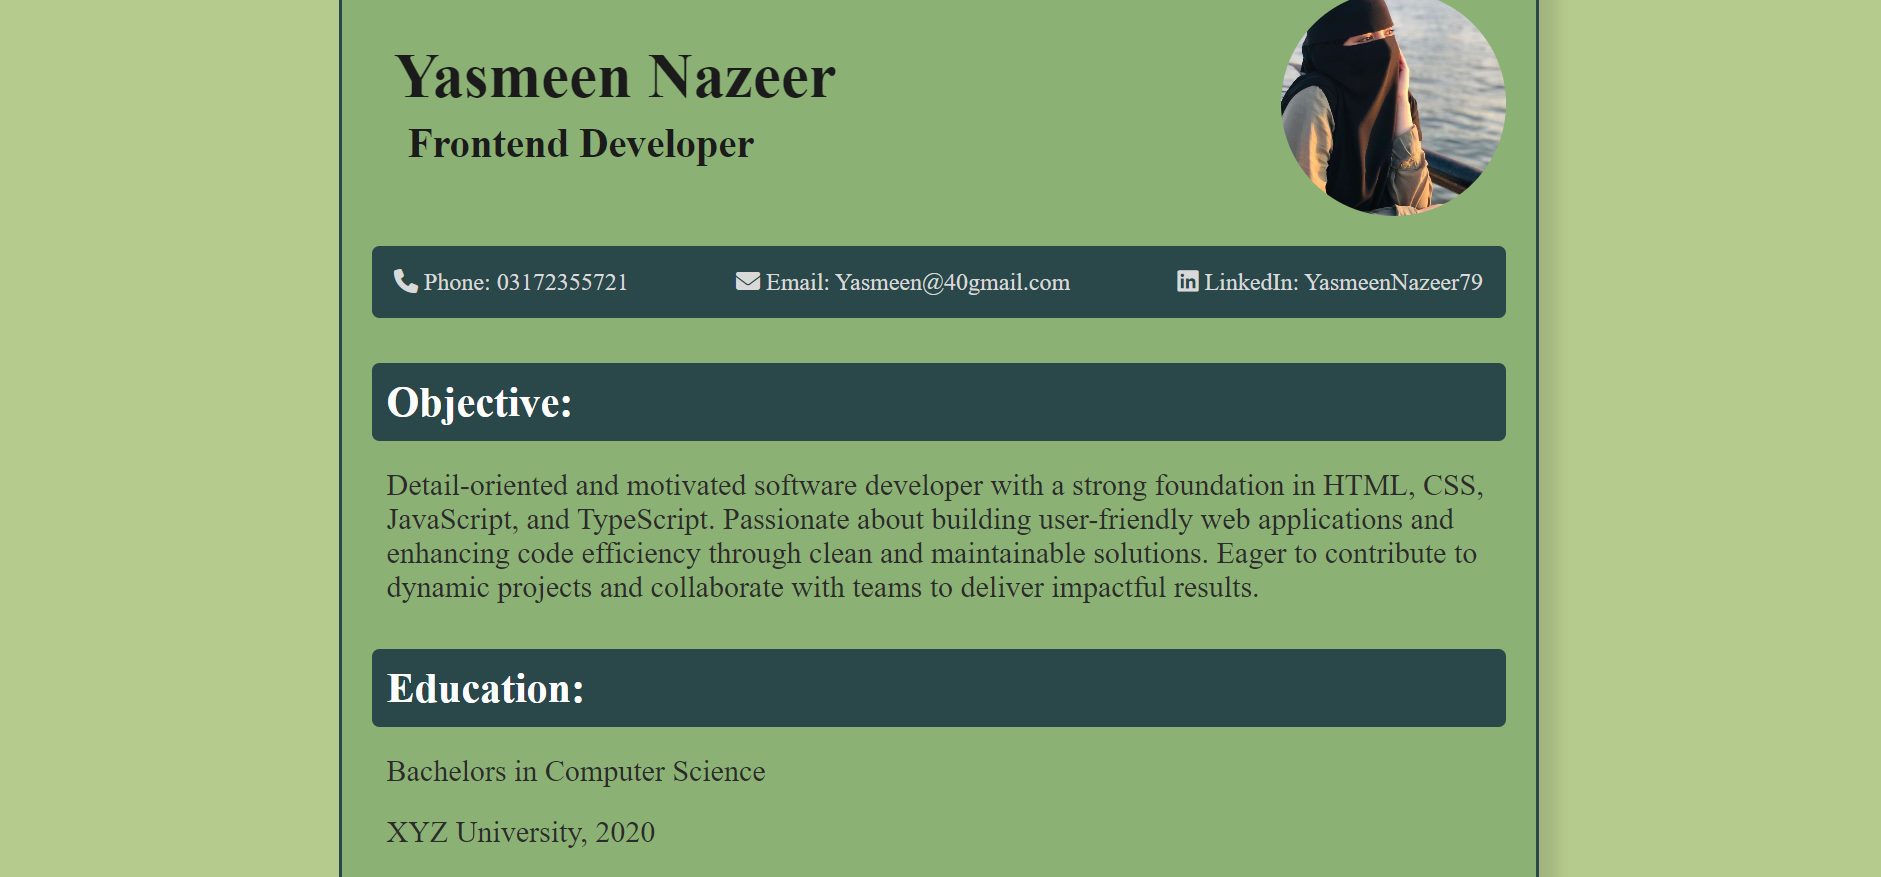 Yasmeen Nazeer
Frontend Developer
Phone: 03172355721
Email: Yasmeen@40gmail.com
LinkedIn: YasmeenNazeer79
Objective:
Detail-oriented and motivated software developer with a strong foundation in HTML, CSS,
JavaScript, and TypeScript. Passionate about building user-friendly web applications and
enhancing code efficiency through clean and maintainable solutions. Eager to contribute to
dynamic projects and collaborate with teams to deliver impactful results.
Education:
Bachelors in Computer Science
XYZ University, 2020